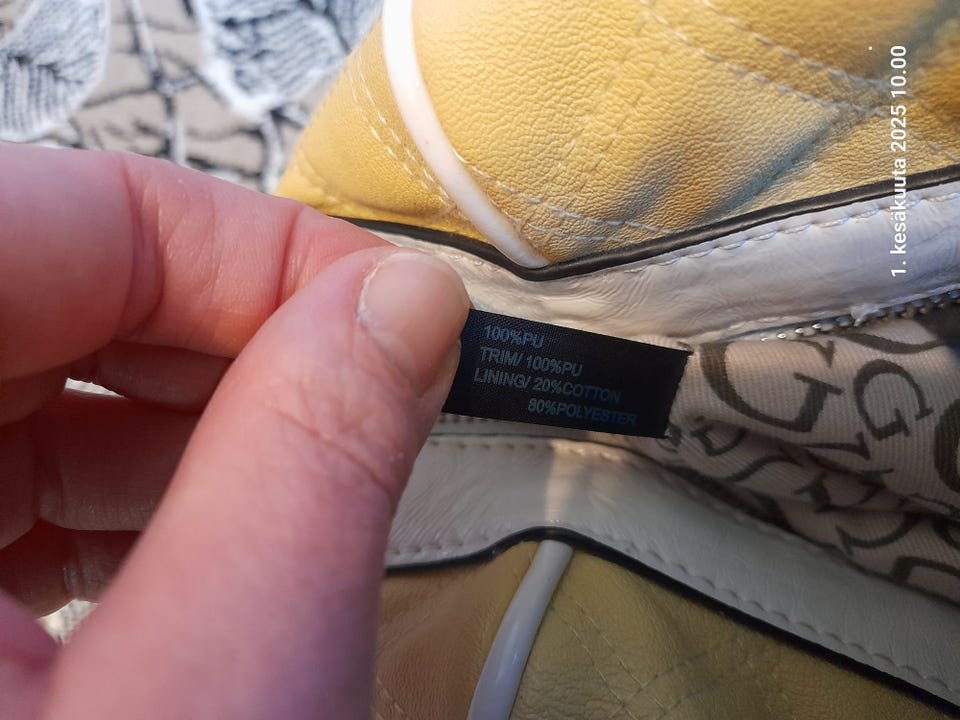 100%PU
TRIM/ 100%PU
LINING/ 20%COTTON
80%POLYESTER
1. kesäkuuta 2025 10.00